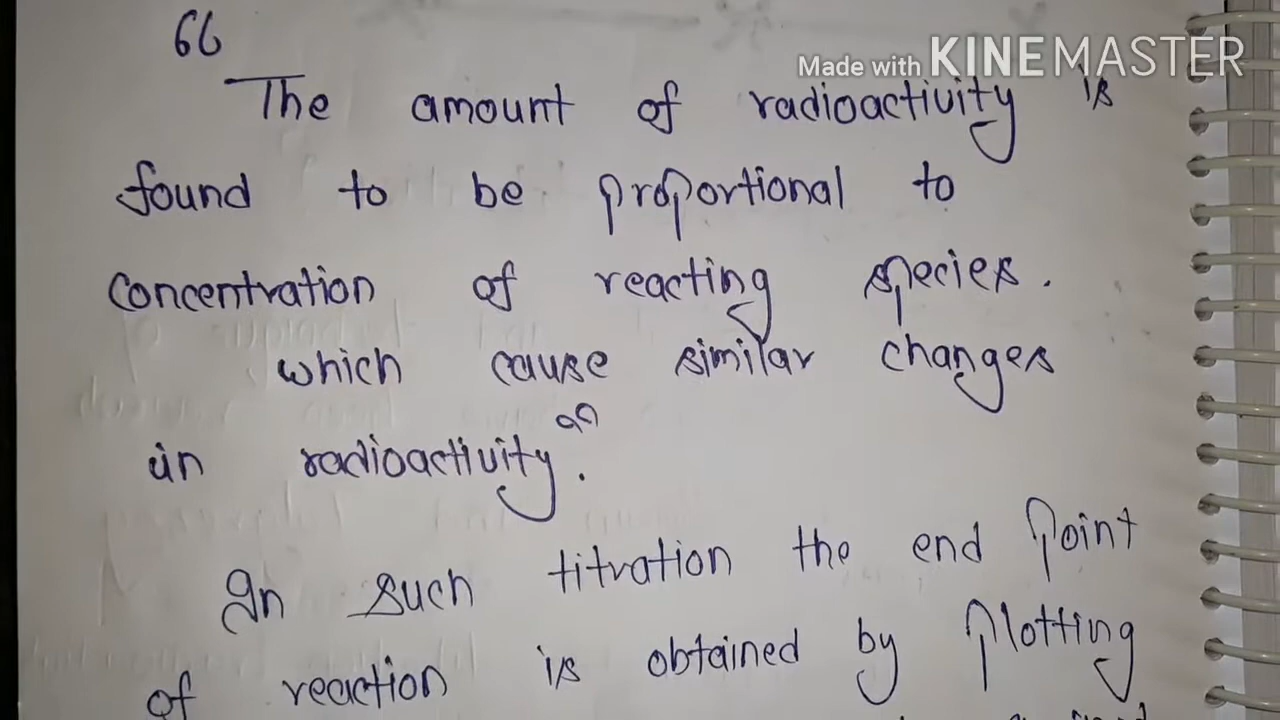 66
Made with KINEMASTER
The amount of radioactivity is
found to be proportional to
concentration of reacting species.
which cause similar changes
in radioactivity.
In such titration the end point
of reaction is obtained by plotting